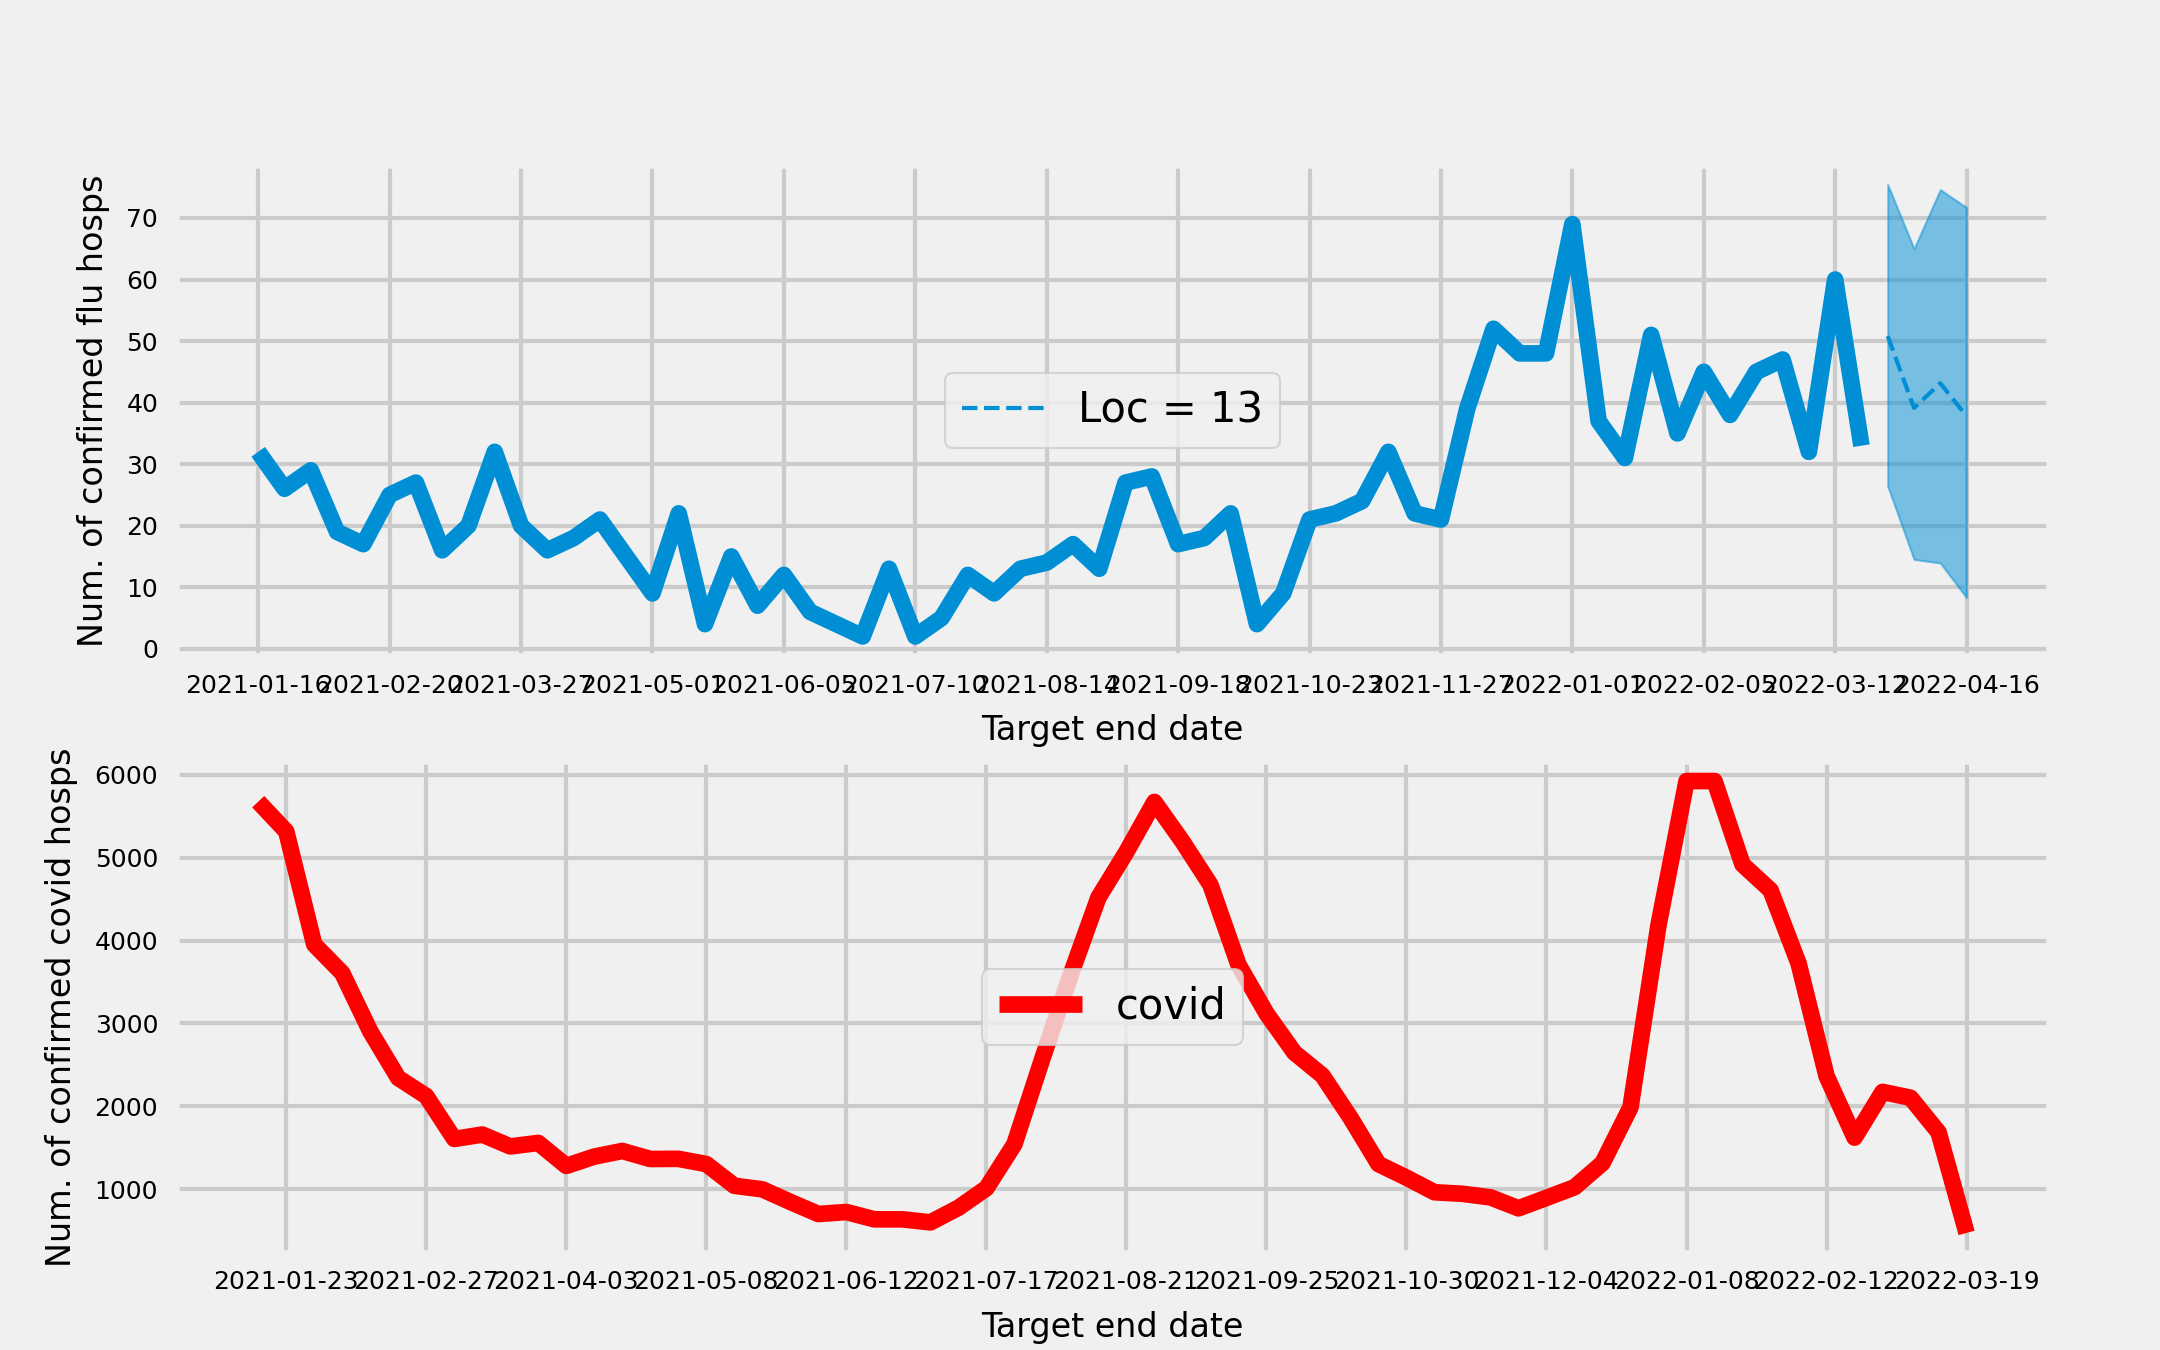 Num. of confirmed flu hosps
70
60
50
40
30
20
10
0
Loc = 13
2021-01-16 2021-02-20 2021-03-27 2021-05-01 2021-06-05 2021-07-10 2021-08-14 2021-09-18 2021-10-23 2021-11-27 2022-01-01 2022-02-05 2022-03-12 2022-04-16
Target end date
Num. of confirmed covid hosps
6000
5000
4000
3000
2000
1000
covid
2021-01-23 2021-02-27 2021-04-03 2021-05-08 2021-06-12 2021-07-17 2021-08-21 2021-09-25 2021-10-30 2021-12-04 2022-01-08 2022-02-12 2022-03-19
Target end date